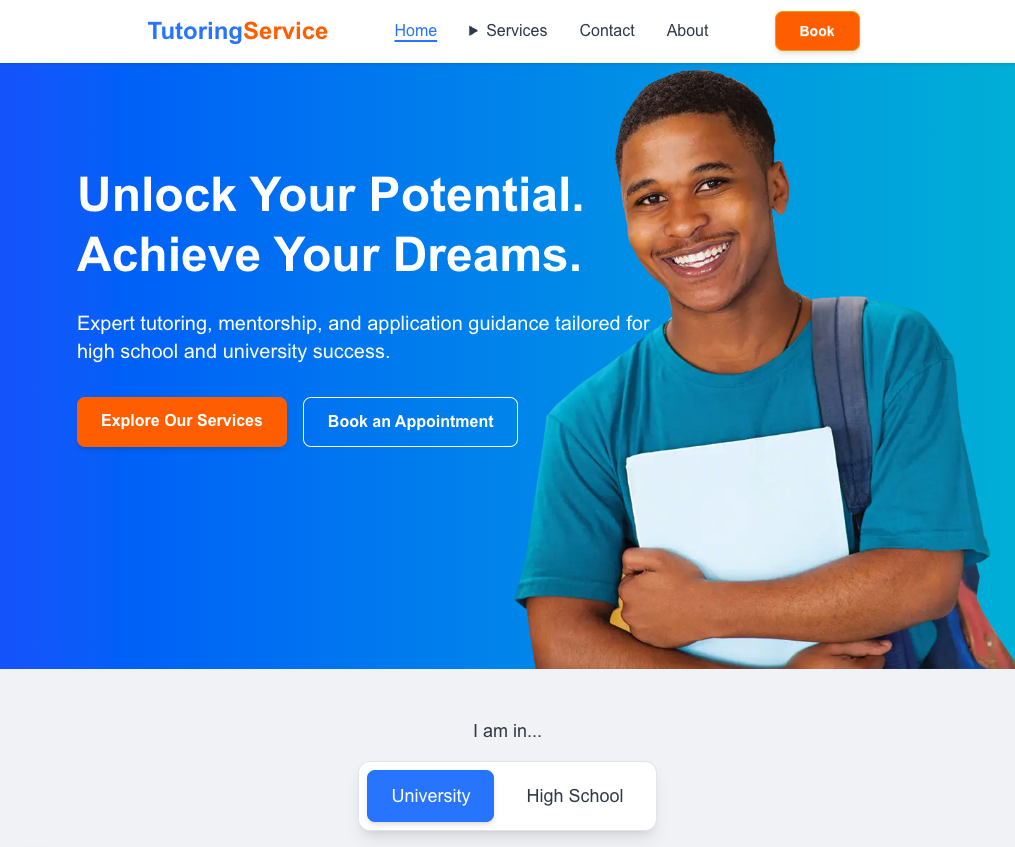 TutoringService
Home
Services
Contact
About
Book
Unlock Your Potential.
Achieve Your Dreams.
Expert tutoring, mentorship, and application guidance tailored for
high school and university success.
Explore Our Services
Book an Appointment
I am in...
University
High School